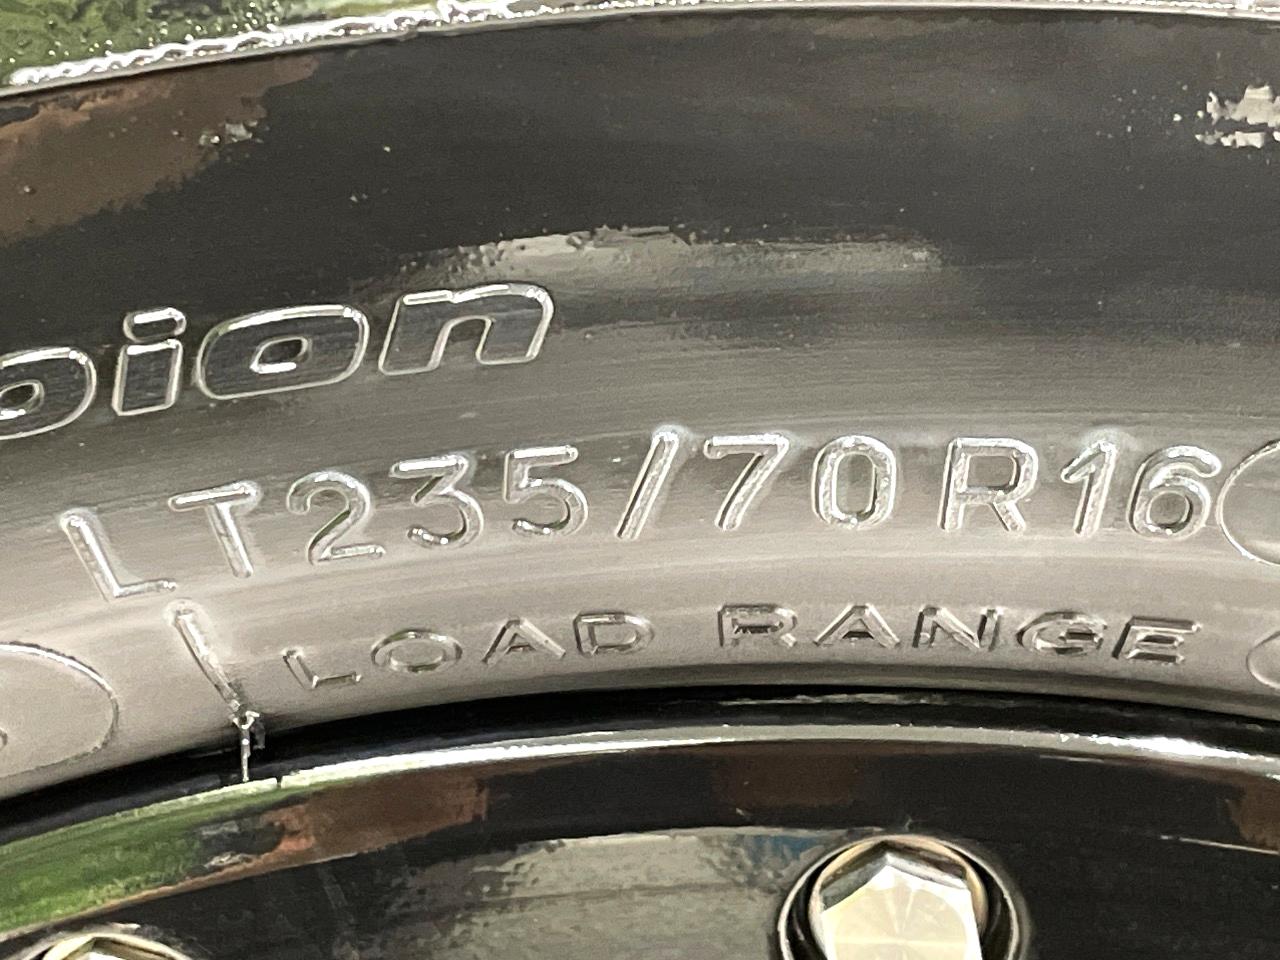 pion
LT235/70R16
LOAD RANGE